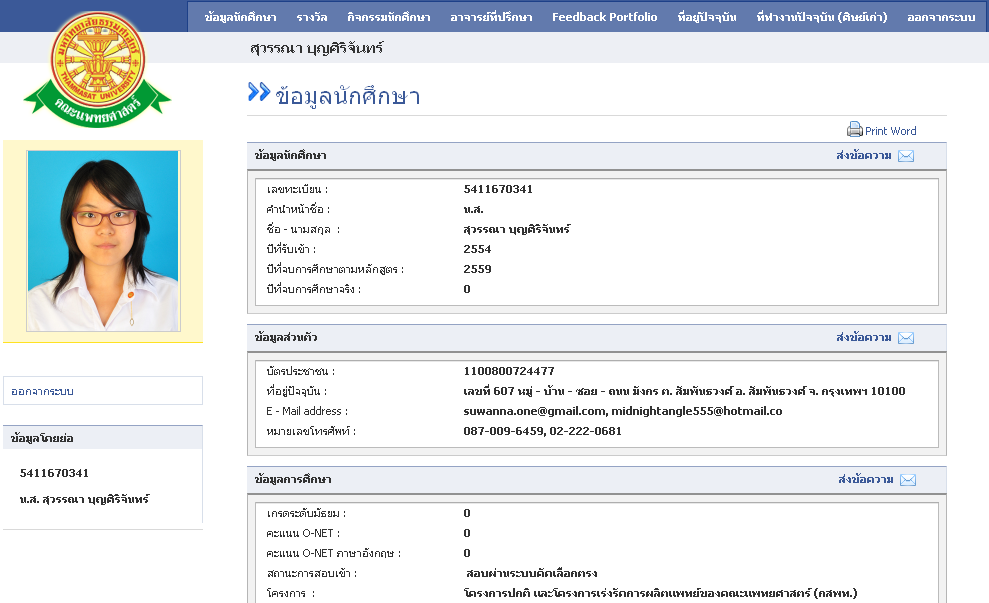 ข้อมูลนักศึกษา รางวัล กิจกรรมนักศึกษา อาจารย์ที่ปรึกษา Feedback Portfolio ที่อยู่ปัจจุบัน ที่ทำงานปัจจุบัน (ศิษย์เก่า) ออกจากระบบ
มหาวิทยาลัยธรรมศาสตร์
THAMMASAT UNIVERSITY
คณะแพทยศาสตร์
สุวรรณา บุญศิริจันทร์
ข้อมูลนักศึกษา
Print Word
ข้อมูลนักศึกษา ส่งข้อความ
เลขทะเบียน : 5411670341
คำนำหน้าชื่อ : น.ส.
ชื่อ - นามสกุล : สุวรรณา บุญศิริจันทร์
ปีที่รับเข้า : 2554
ปีที่จบการศึกษาตามหลักสูตร : 2559
ปีที่จบการศึกษาจริง : 0
ข้อมูลส่วนตัว ส่งข้อความ
บัตรประชาชน : 1100800724477
ที่อยู่ปัจจุบัน : เลขที่ 607 หมู่ - บ้าน - ซอย - ถนน มังกร ต. สัมพันธวงศ์ อ. สัมพันธวงศ์ จ. กรุงเทพฯ 10100
E - Mail address : suwanna.one@gmail.com, midnightangle555@hotmail.co
หมายเลขโทรศัพท์ : 087-009-6459, 02-222-0681
ข้อมูลการศึกษา ส่งข้อความ
เกรดระดับมัธยม : 0
คะแนน O-NET : 0
คะแนน O-NET ภาษาอังกฤษ : 0
สถานะการสอบเข้า : สอบผ่านระบบคัดเลือกตรง
โครงการ : โครงการปกติ และโครงการเร่งรัดการผลิตแพทย์ของคณะแพทยศาสตร์ (กสพท.)
ออกจากระบบ
ข้อมูลโดยย่อ
5411670341
น.ส. สุวรรณา บุญศิริจันทร์